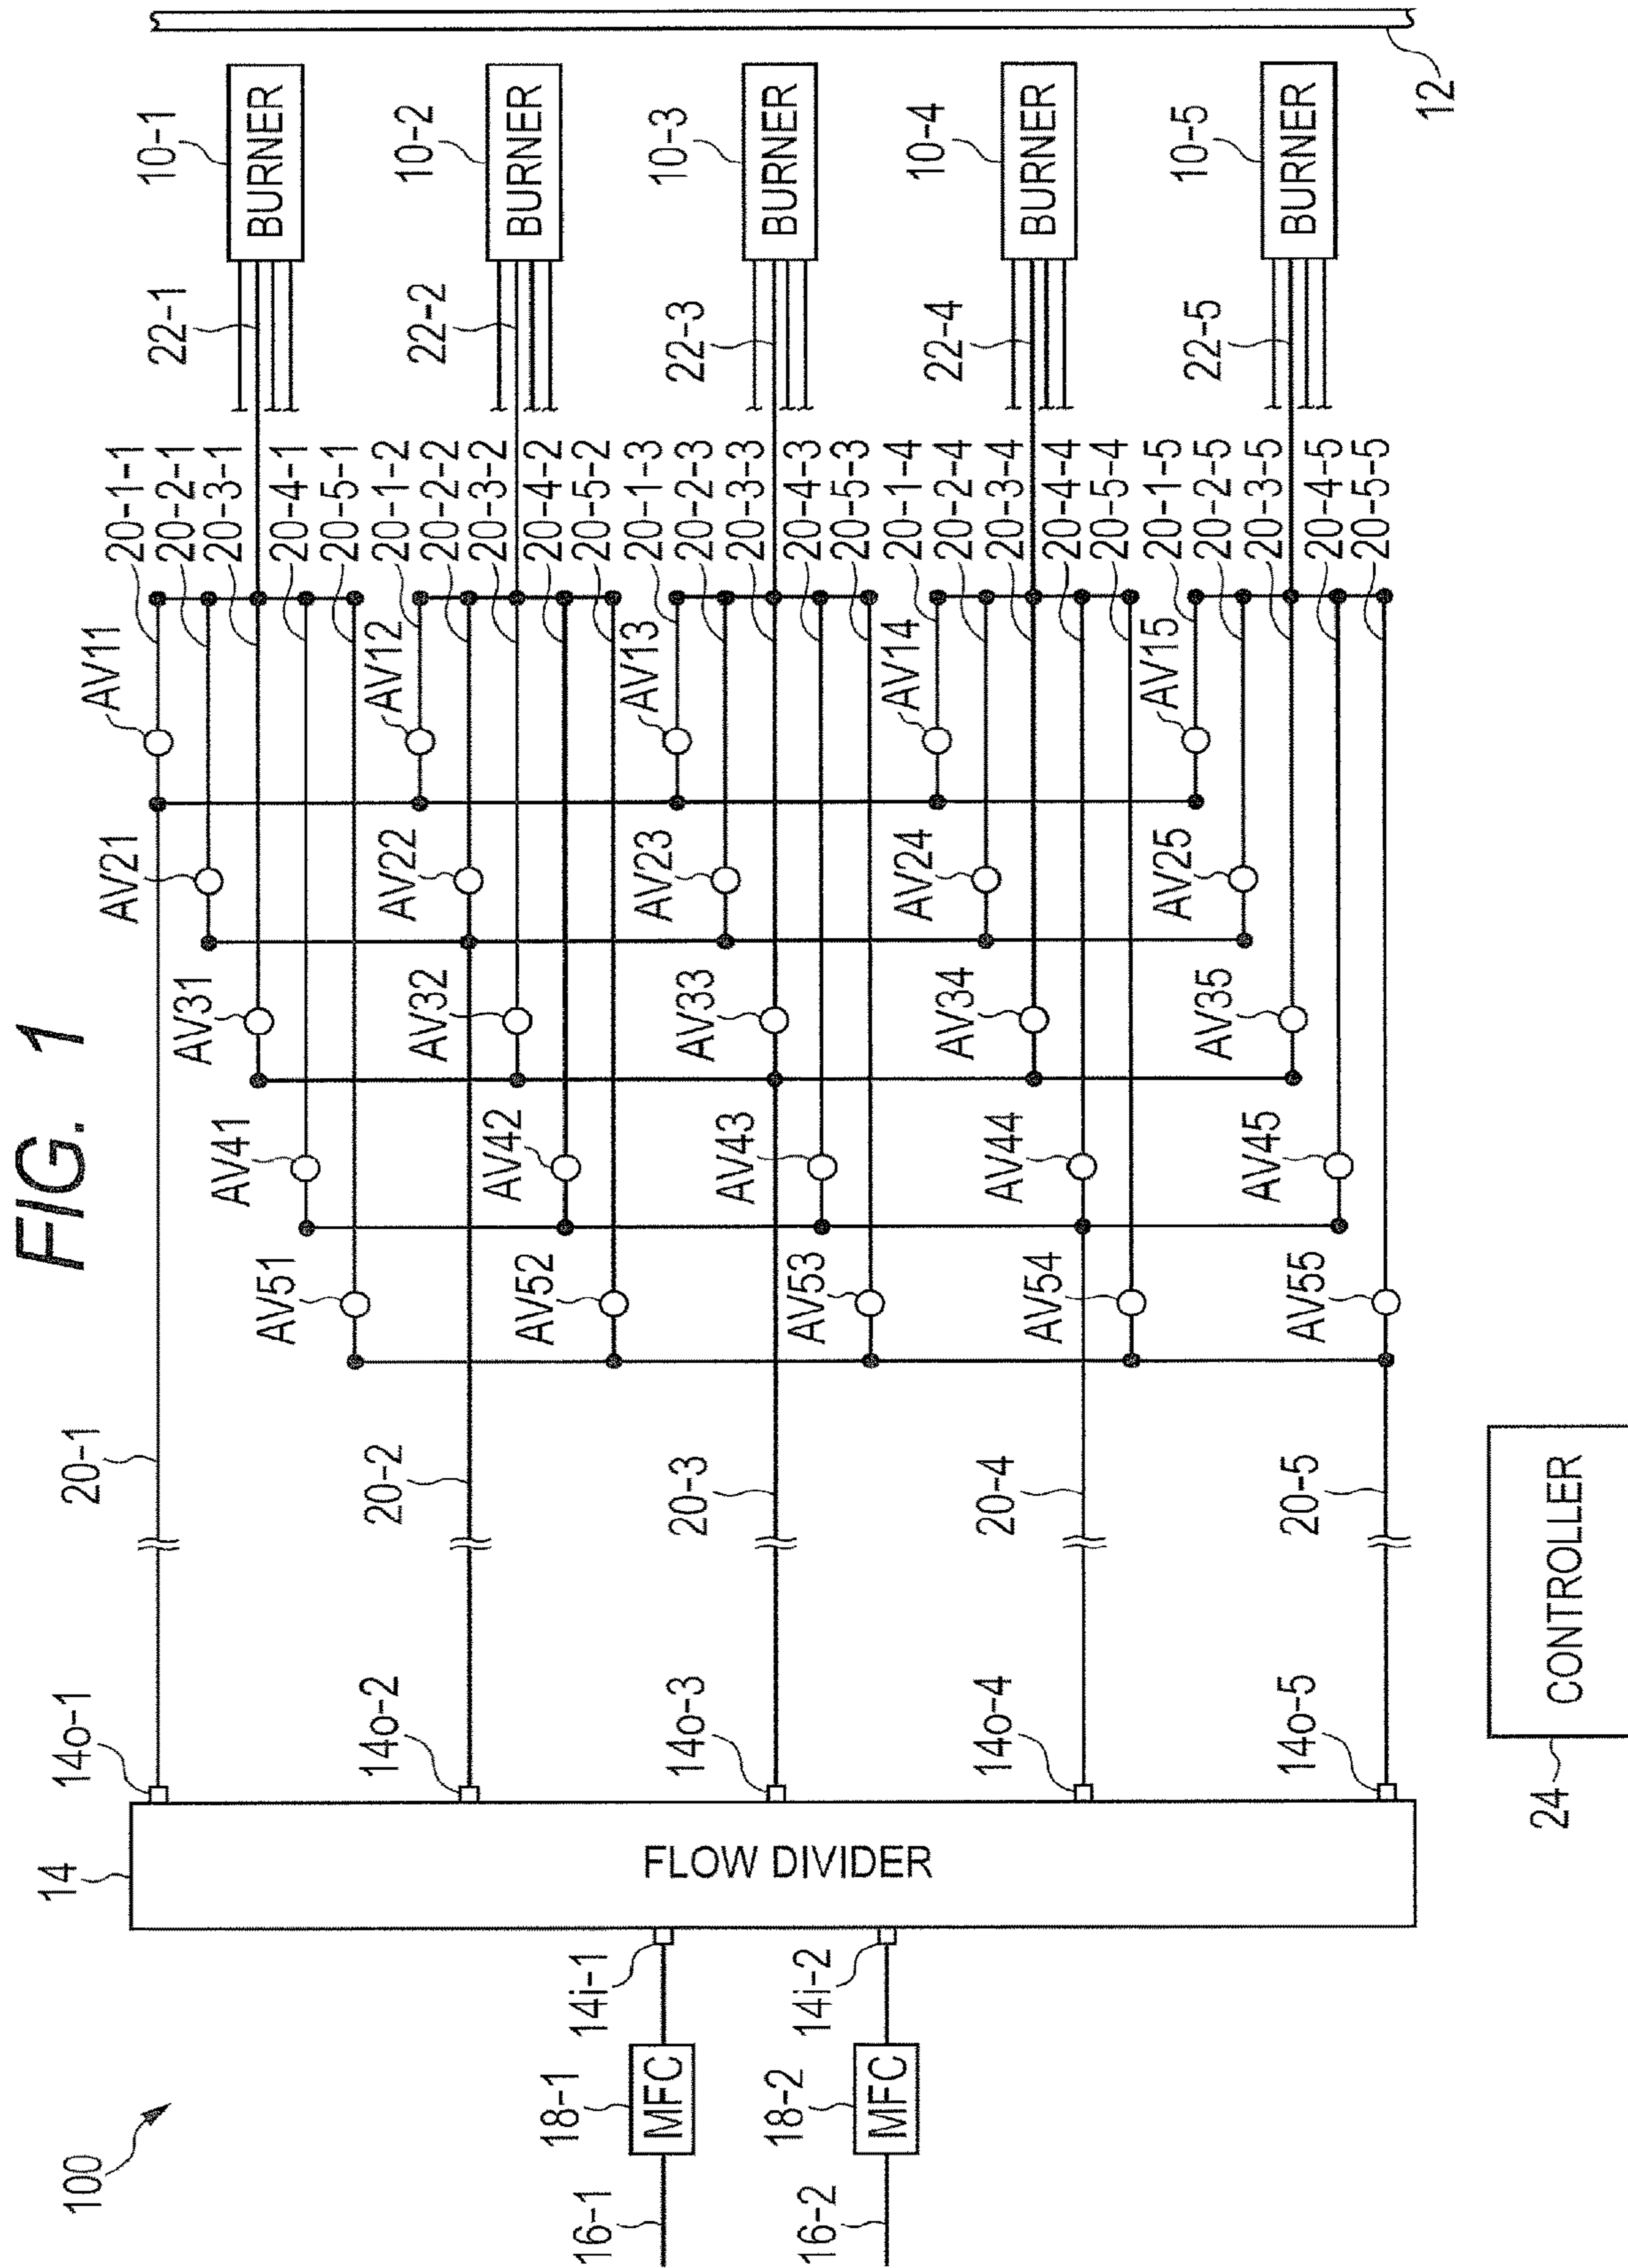 FIG. 1
100
16-1
16-2
18-1
MFC
18-2
MFC
14i-1
14i-2
14
FLOW DIVIDER
14o-1
14o-2
14o-3
14o-4
14o-5
24
CONTROLLER
20-1
20-2
20-3
20-4
20-5
AV51
AV52
AV53
AV54
AV55
AV41
AV42
AV43
AV44
AV45
AV31
AV32
AV33
AV34
AV35
AV21
AV22
AV23
AV24
AV25
AV11
AV12
AV13
AV14
AV15
20-1-1
20-2-1
20-3-1
20-4-1
20-5-1
20-1-2
20-2-2
20-3-2
20-4-2
20-5-2
20-1-3
20-2-3
20-3-3
20-4-3
20-5-3
20-1-4
20-2-4
20-3-4
20-4-4
20-5-4
20-1-5
20-2-5
20-3-5
20-4-5
20-5-5
22-1
22-2
22-3
22-4
22-5
10-1
BURNER
10-2
BURNER
10-3
BURNER
10-4
BURNER
10-5
BURNER
12